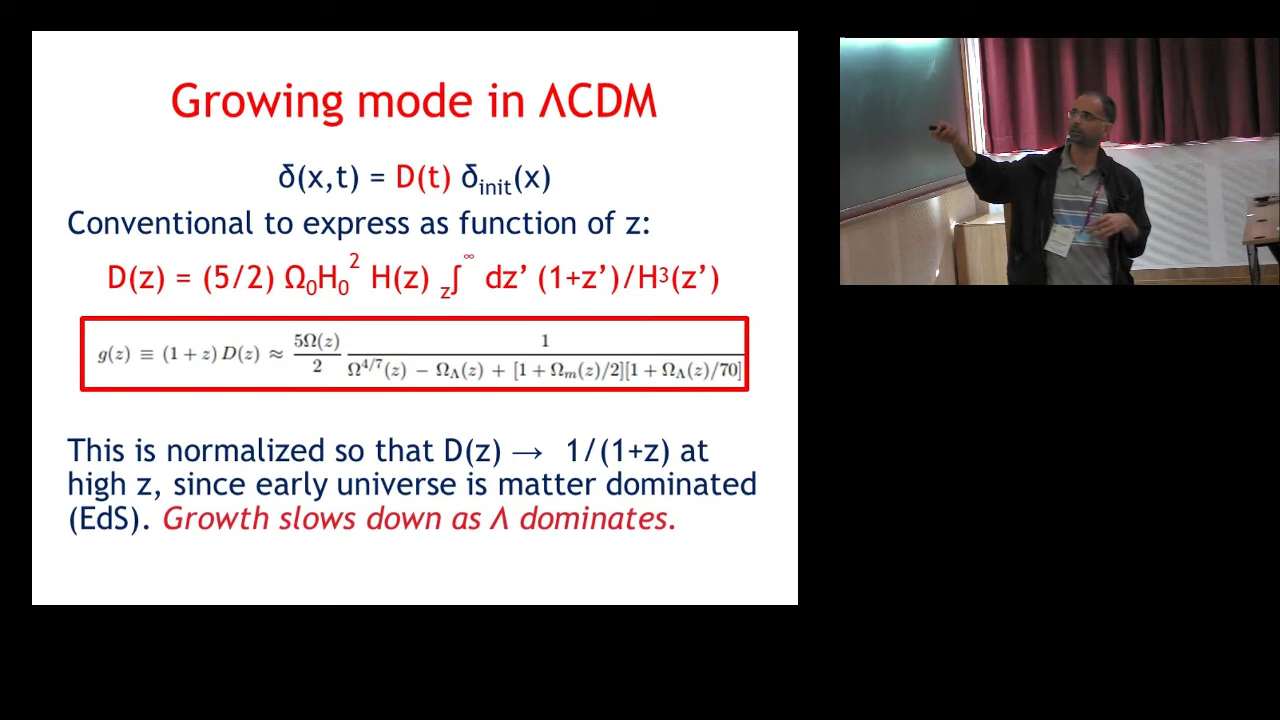 Growing mode in ΛCDM
δ(x,t) = D(t) δinit(x)
Conventional to express as function of z:
D(z) = (5/2) Ω₀H₀² H(z) z∫^∞ dz’ (1+z’)/H³(z’)
g(z) ≡ (1 + z) D(z) ≈ 5Ω(z)/2 1/Ω^4/7(z) − Ω_Λ(z) + [1 + Ω_m(z)/2][1 + Ω_Λ(z)/70]
This is normalized so that D(z) → 1/(1+z) at
high z, since early universe is matter dominated
(EdS). Growth slows down as Λ dominates.